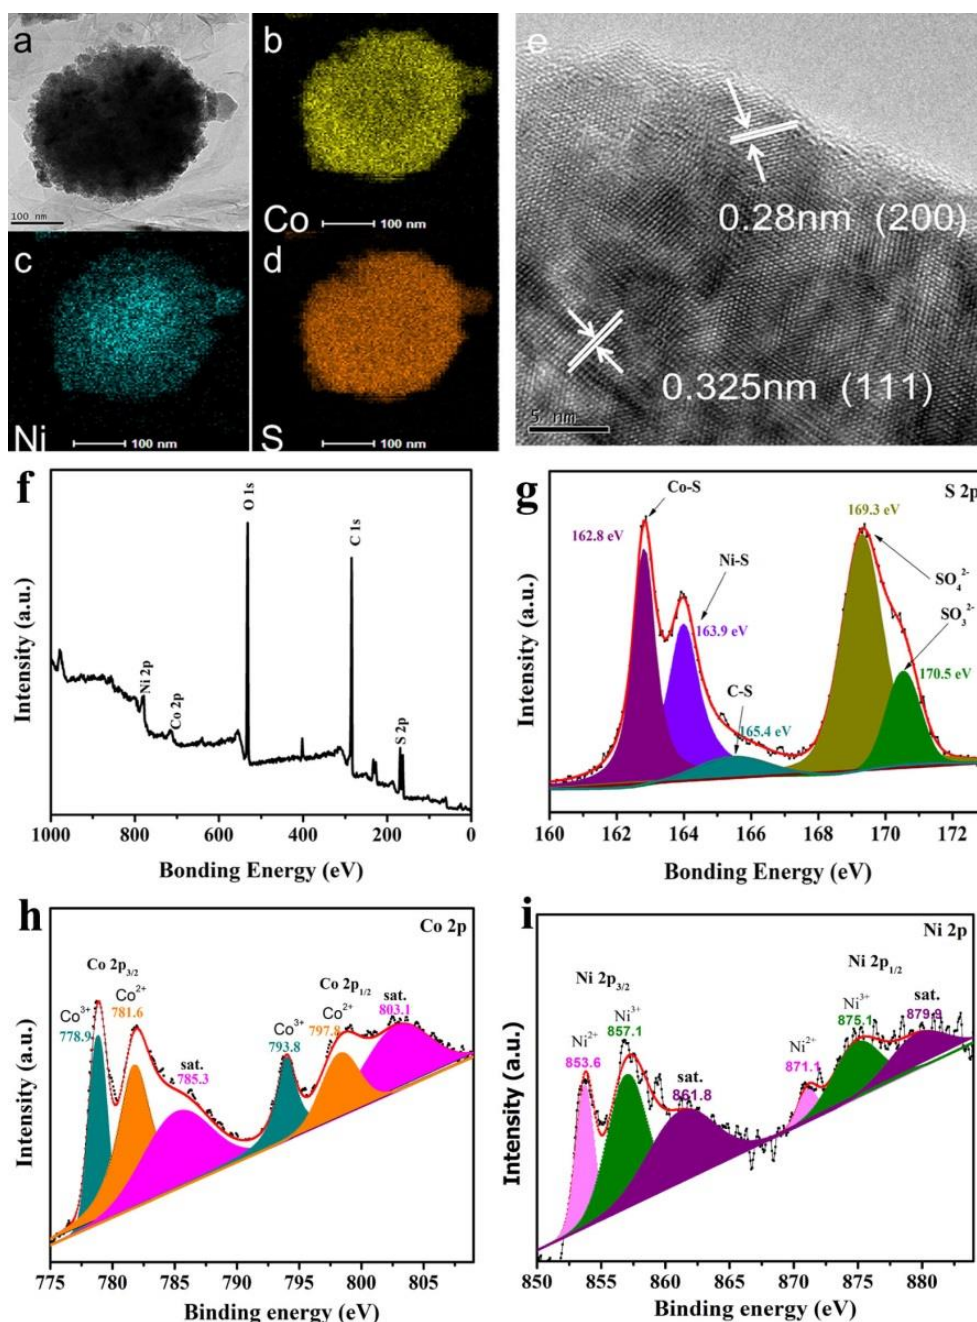 a
100 nm
b
Co
100 nm
c
Ni
100 nm
d
S
100 nm
e
0.28nm (200)
0.325nm (111)
5 nm
f
Intensity (a.u.)
Ni 2p
Co 2p
O 1s
C 1s
S 2p
1000 800 600 400 200 0
Bonding Energy (eV)
g
S 2p
Intensity (a.u.)
Co-S
162.8 eV
Ni-S
163.9 eV
C-S
165.4 eV
169.3 eV
SO₄²⁻
SO₃²⁻
170.5 eV
160 162 164 166 168 170 172
Bonding Energy (eV)
h
Co 2p
Intensity (a.u.)
Co 2p₃/₂
Co³⁺
778.9
Co²⁺
781.6
sat.
785.3
Co 2p₁/₂
Co³⁺
793.8
Co²⁺
797.8
sat.
803.1
775 780 785 790 795 800 805
Binding energy (eV)
i
Ni 2p
Intensity (a.u.)
Ni 2p₃/₂
Ni²⁺
853.6
Ni³⁺
857.1
sat.
861.8
Ni 2p₁/₂
Ni²⁺
871.1
Ni³⁺
875.1
sat.
879.9
850 855 860 865 870 875 880
Binding energy (eV)